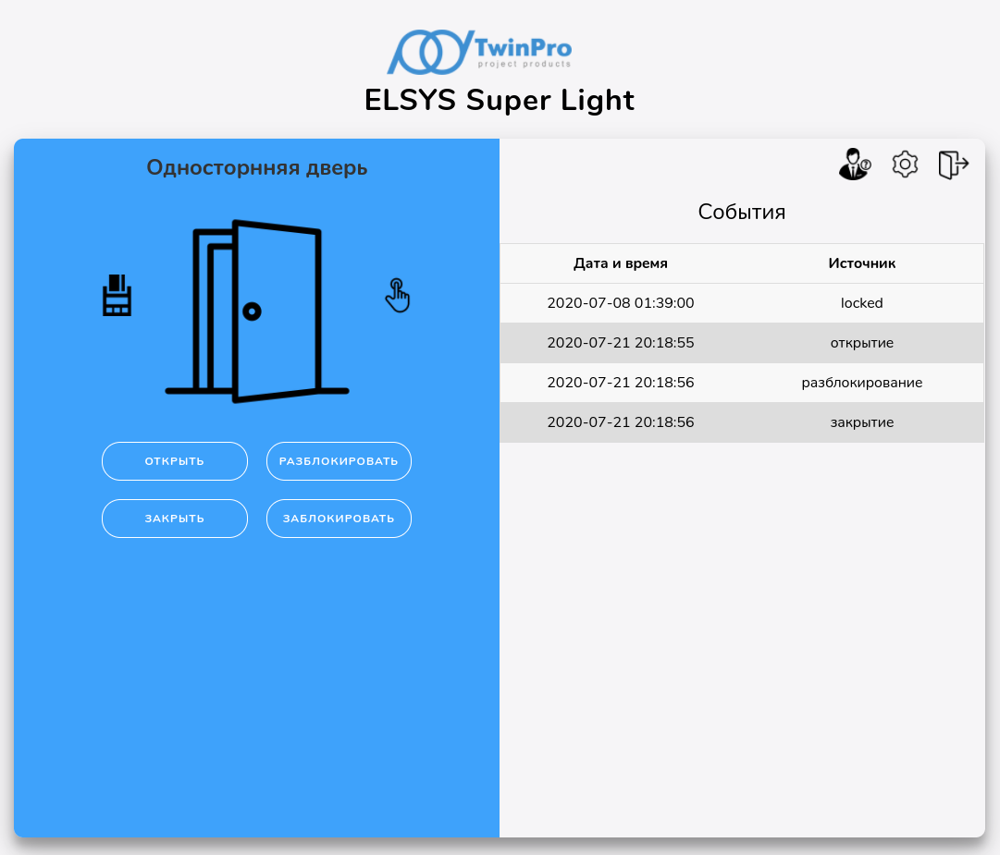 TwinPro
project products
ELSYS Super Light
Односторнняя дверь
ОТКРЫТЬ РАЗБЛОКИРОВАТЬ
ЗАКРЫТЬ ЗАБЛОКИРОВАТЬ
События
Дата и время Источник
2020-07-08 01:39:00 locked
2020-07-21 20:18:55 открытие
2020-07-21 20:18:56 разблокирование
2020-07-21 20:18:56 закрытие